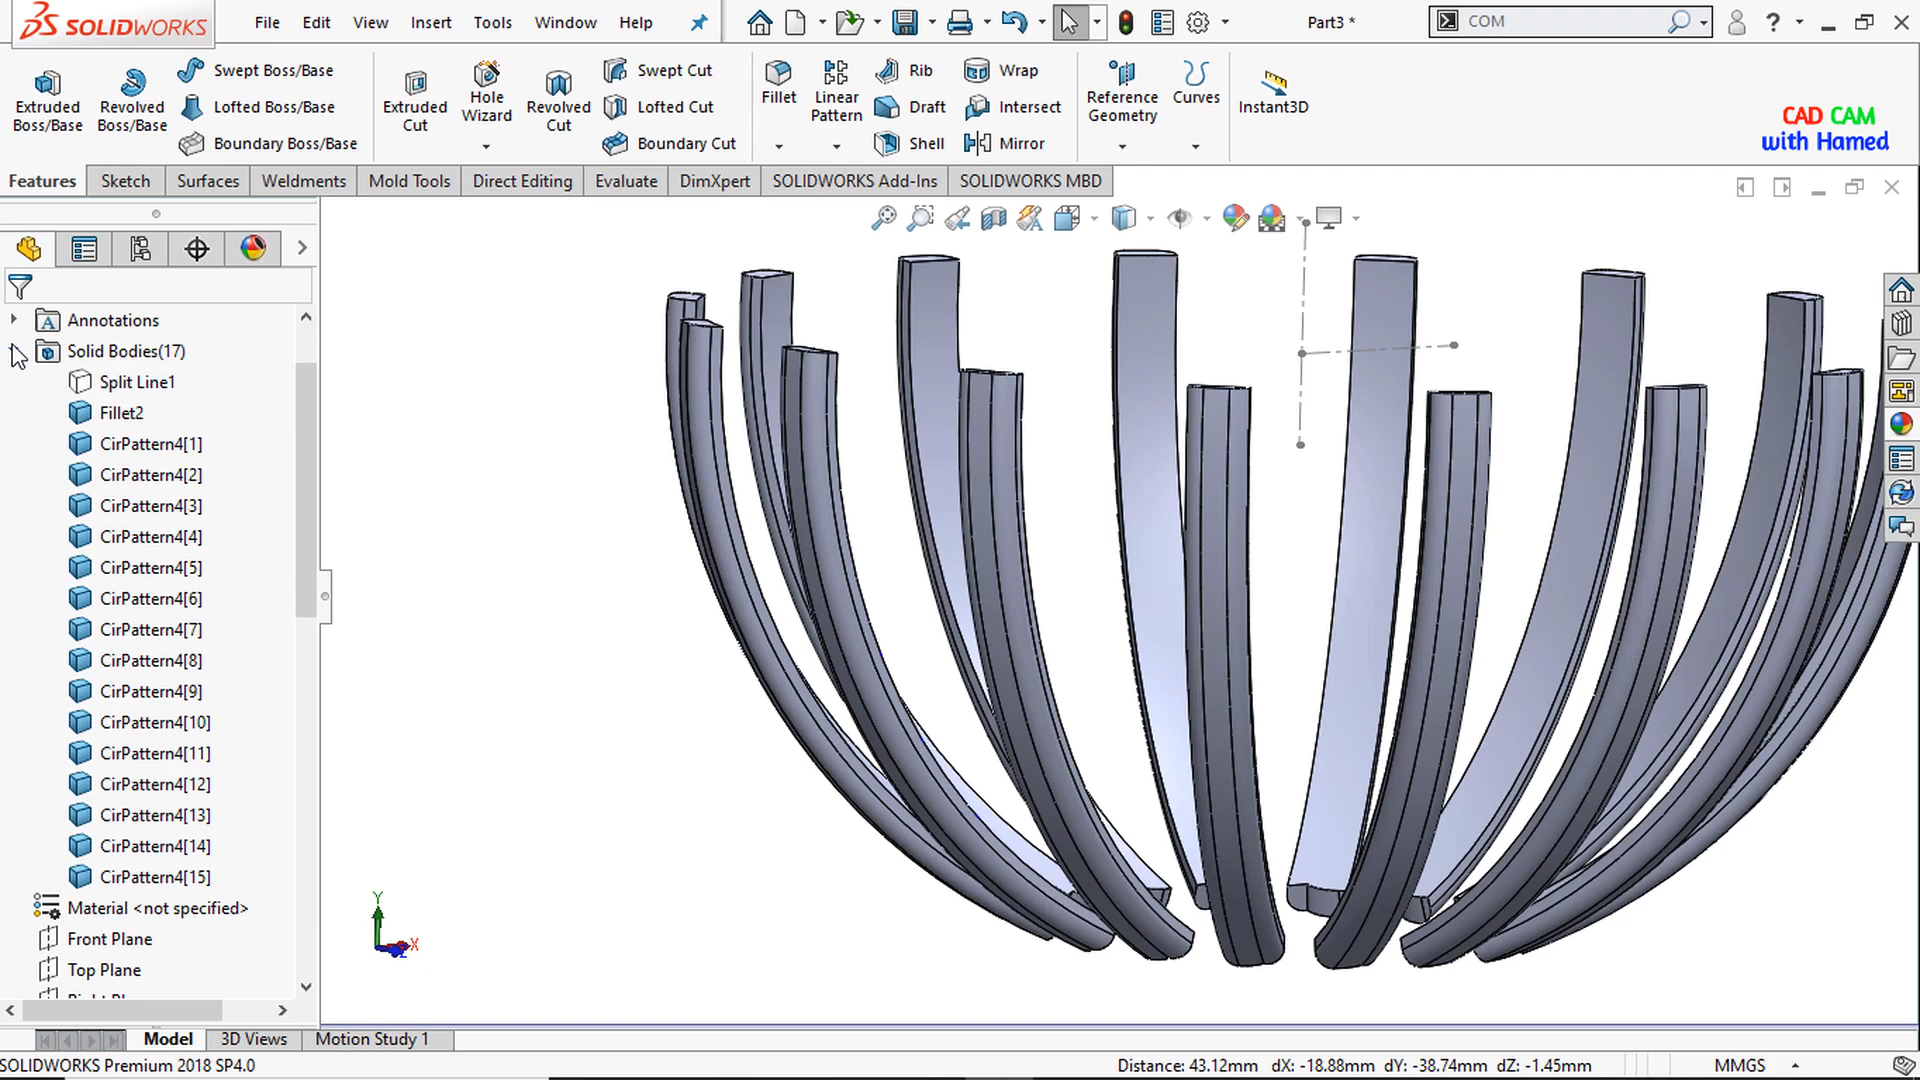 SOLIDWORKS
File Edit View Insert Tools Window Help
Part3 *
COM
Extruded Boss/Base
Revolved Boss/Base
Swept Boss/Base
Lofted Boss/Base
Boundary Boss/Base
Extruded Cut
Hole Wizard
Revolved Cut
Swept Cut
Lofted Cut
Boundary Cut
Fillet
Linear Pattern
Rib
Draft
Shell
Wrap
Intersect
Mirror
Reference Geometry
Curves
Instant3D
CAD CAM
with Hamed
Features Sketch Surfaces Weldments Mold Tools Direct Editing Evaluate DimXpert SOLIDWORKS Add-Ins SOLIDWORKS MBD
Annotations
Solid Bodies(17)
Split Line1
Fillet2
CirPattern4[1]
CirPattern4[2]
CirPattern4[3]
CirPattern4[4]
CirPattern4[5]
CirPattern4[6]
CirPattern4[7]
CirPattern4[8]
CirPattern4[9]
CirPattern4[10]
CirPattern4[11]
CirPattern4[12]
CirPattern4[13]
CirPattern4[14]
CirPattern4[15]
Material <not specified>
Front Plane
Top Plane
Y
X
Z
Model 3D Views Motion Study 1
SOLIDWORKS Premium 2018 SP4.0
Distance: 43.12mm dX: -18.88mm dY: -38.74mm dZ: -1.45mm
MMGS